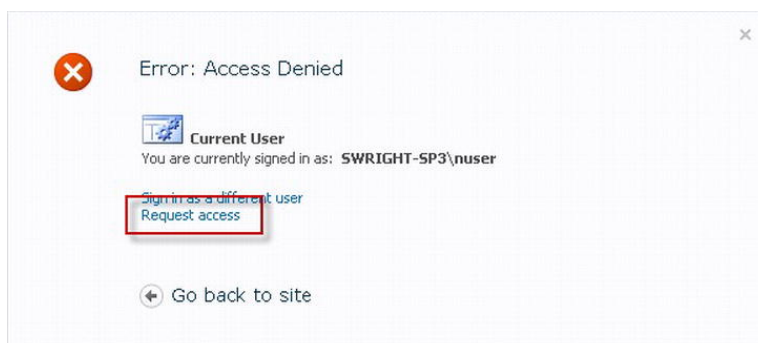 Error: Access Denied
Current User
You are currently signed in as: SWRIGHT-SP3\nuser
Sign in as a different user
Request access
Go back to site